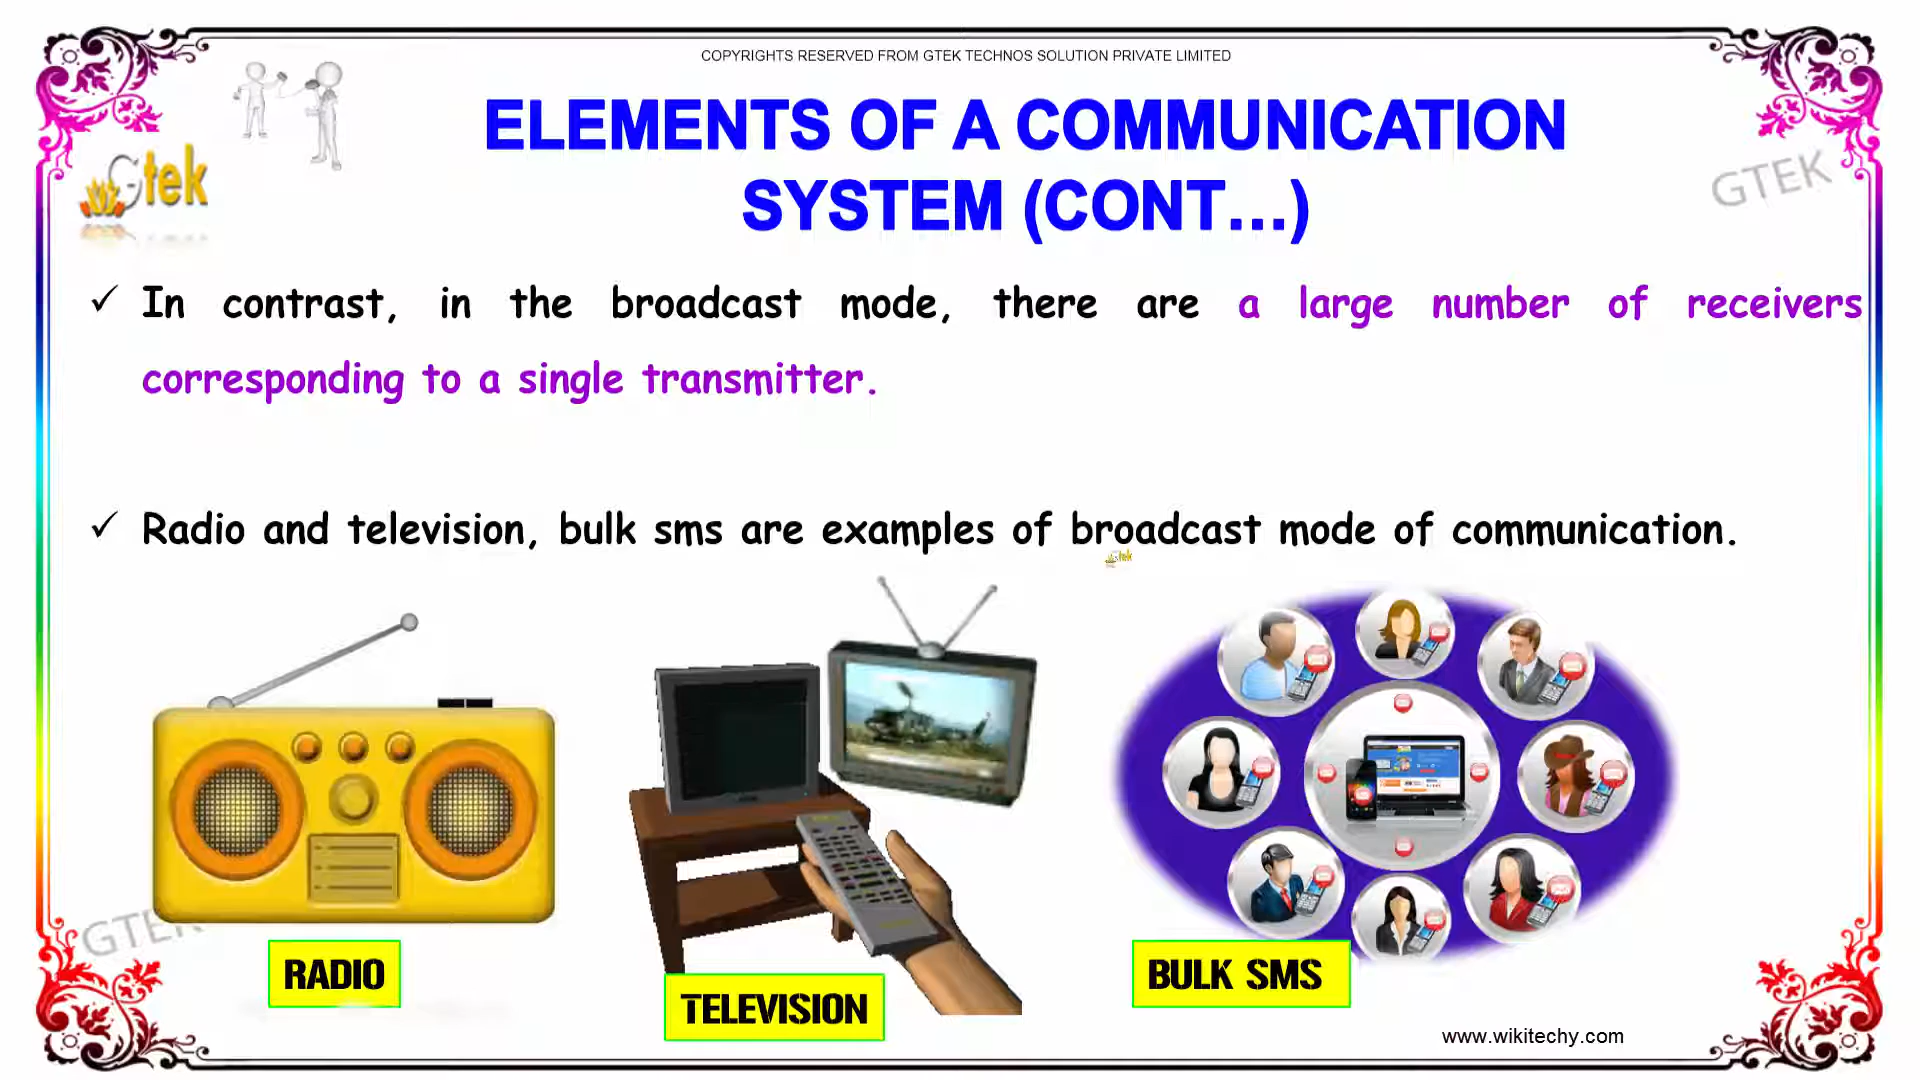 COPYRIGHTS RESERVED FROM GTEK TECHNOS SOLUTION PRIVATE LIMITED
ELEMENTS OF A COMMUNICATION
SYSTEM (CONT...)
Gtek
GTEK
✓ In contrast, in the broadcast mode, there are a large number of receivers
corresponding to a single transmitter.
✓ Radio and television, bulk sms are examples of broadcast mode of communication.
Gtek
GTEK
RADIO
TELEVISION
BULK SMS
www.wikitechy.com